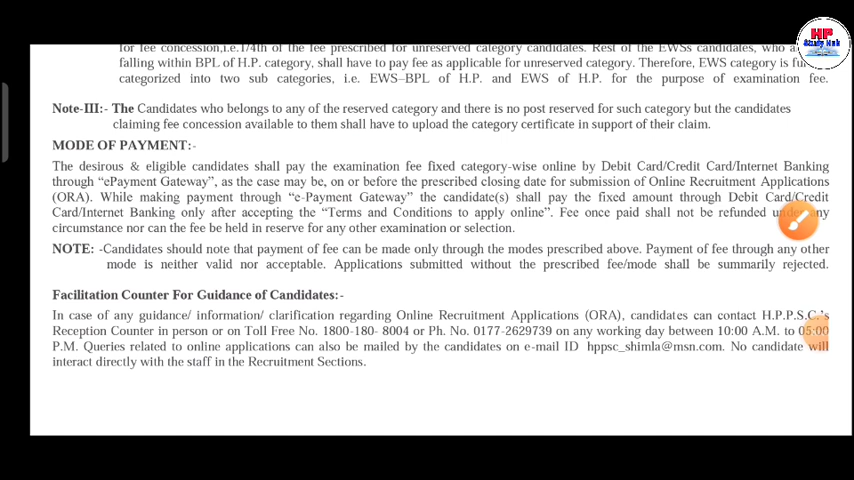 HP
Study Hub
for fee concession,i.e.1/4th of the fee prescribed for unreserved category candidates. Rest of the EWSs candidates, who
falling within BPL of H.P. category, shall have to pay fee as applicable for unreserved category. Therefore, EWS category is
categorized into two sub categories, i.e. EWS–BPL of H.P. and EWS of H.P. for the purpose of examination fee.
Note-III:- The Candidates who belongs to any of the reserved category and there is no post reserved for such category but the candidates
claiming fee concession available to them shall have to upload the category certificate in support of their claim.
MODE OF PAYMENT:-
The desirous & eligible candidates shall pay the examination fee fixed category-wise online by Debit Card/Credit Card/Internet Banking
through “ePayment Gateway”, as the case may be, on or before the prescribed closing date for submission of Online Recruitment Applications
(ORA). While making payment through “e-Payment Gateway” the candidate(s) shall pay the fixed amount through Debit Card/Credit
Card/Internet Banking only after accepting the “Terms and Conditions to apply online”. Fee once paid shall not be refunded under any
circumstance nor can the fee be held in reserve for any other examination or selection.
NOTE: -Candidates should note that payment of fee can be made only through the modes prescribed above. Payment of fee through any other
mode is neither valid nor acceptable. Applications submitted without the prescribed fee/mode shall be summarily rejected.
Facilitation Counter For Guidance of Candidates:-
In case of any guidance/ information/ clarification regarding Online Recruitment Applications (ORA), candidates can contact H.P.P.S.C.'s
Reception Counter in person or on Toll Free No. 1800-180- 8004 or Ph. No. 0177-2629739 on any working day between 10:00 A.M. to 05:00
P.M. Queries related to online applications can also be mailed by the candidates on e-mail ID hppsc_shimla@msn.com. No candidate will
interact directly with the staff in the Recruitment Sections.